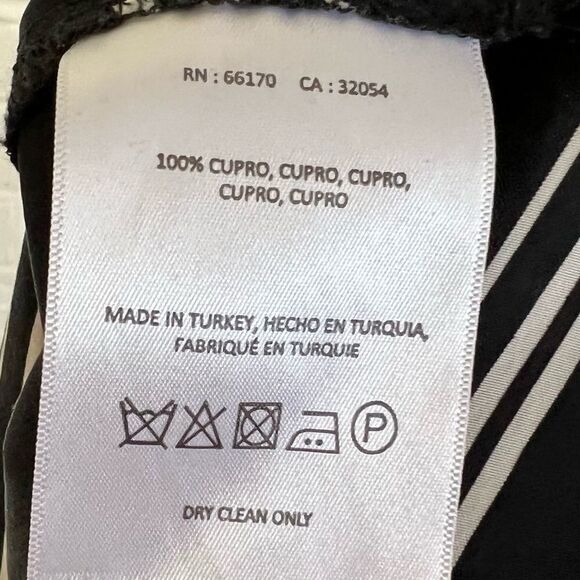 RN : 66170 CA : 32054
100% CUPRO, CUPRO, CUPRO,
CUPRO, CUPRO
MADE IN TURKEY, HECHO EN TURQUIA,
FABRIQUÉ EN TURQUIE
P
DRY CLEAN ONLY